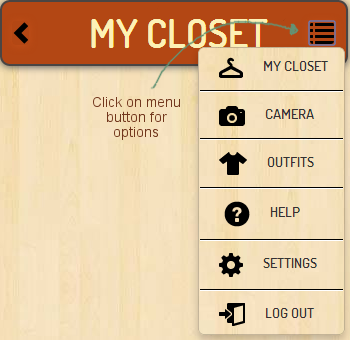 MY CLOSET
Click on menu
button for
options
MY CLOSET
CAMERA
OUTFITS
HELP
SETTINGS
LOG OUT